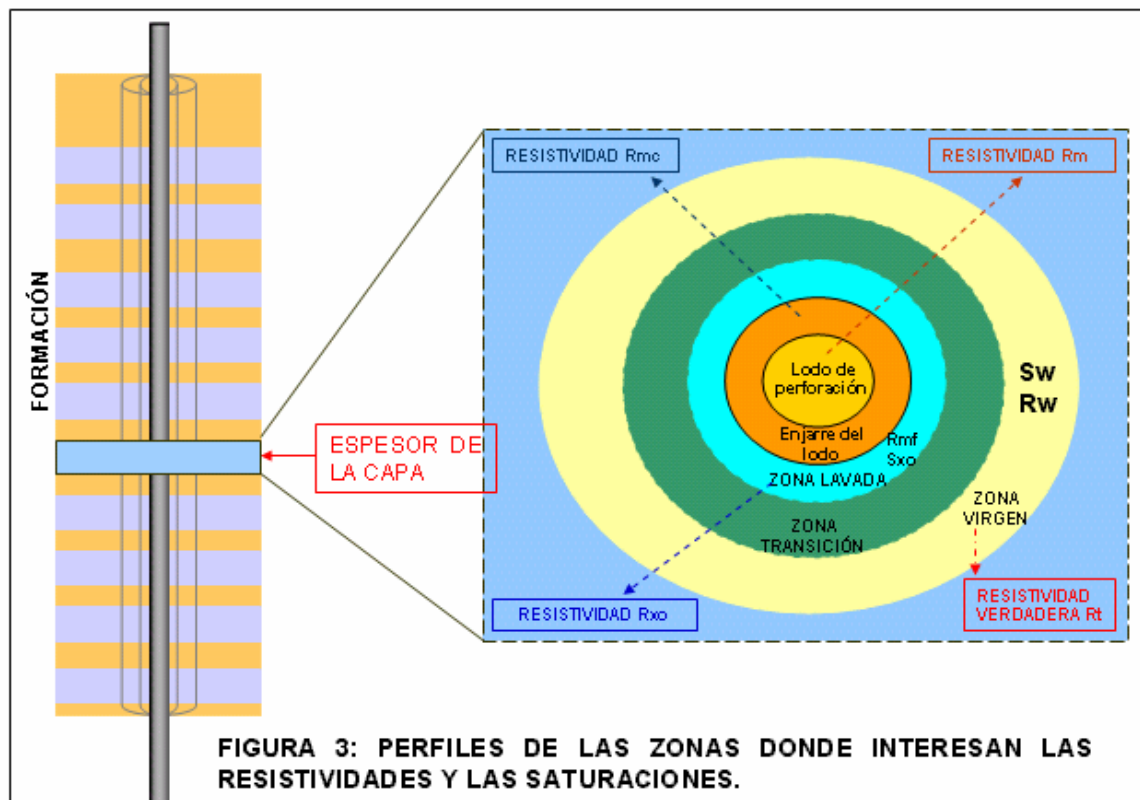 FORMACIÓN
ESPESOR DE
LA CAPA
RESISTIVIDAD Rmc
RESISTIVIDAD Rm
Lodo de
perforación
Enjarre del
lodo
Rmf
Sxo
ZONA LAVADA
ZONA
TRANSICIÓN
Sw
Rw
ZONA
VIRGEN
RESISTIVIDAD Rxo
RESISTIVIDAD
VERDADERA Rt
FIGURA 3: PERFILES DE LAS ZONAS DONDE INTERESAN LAS
RESISTIVIDADES Y LAS SATURACIONES.